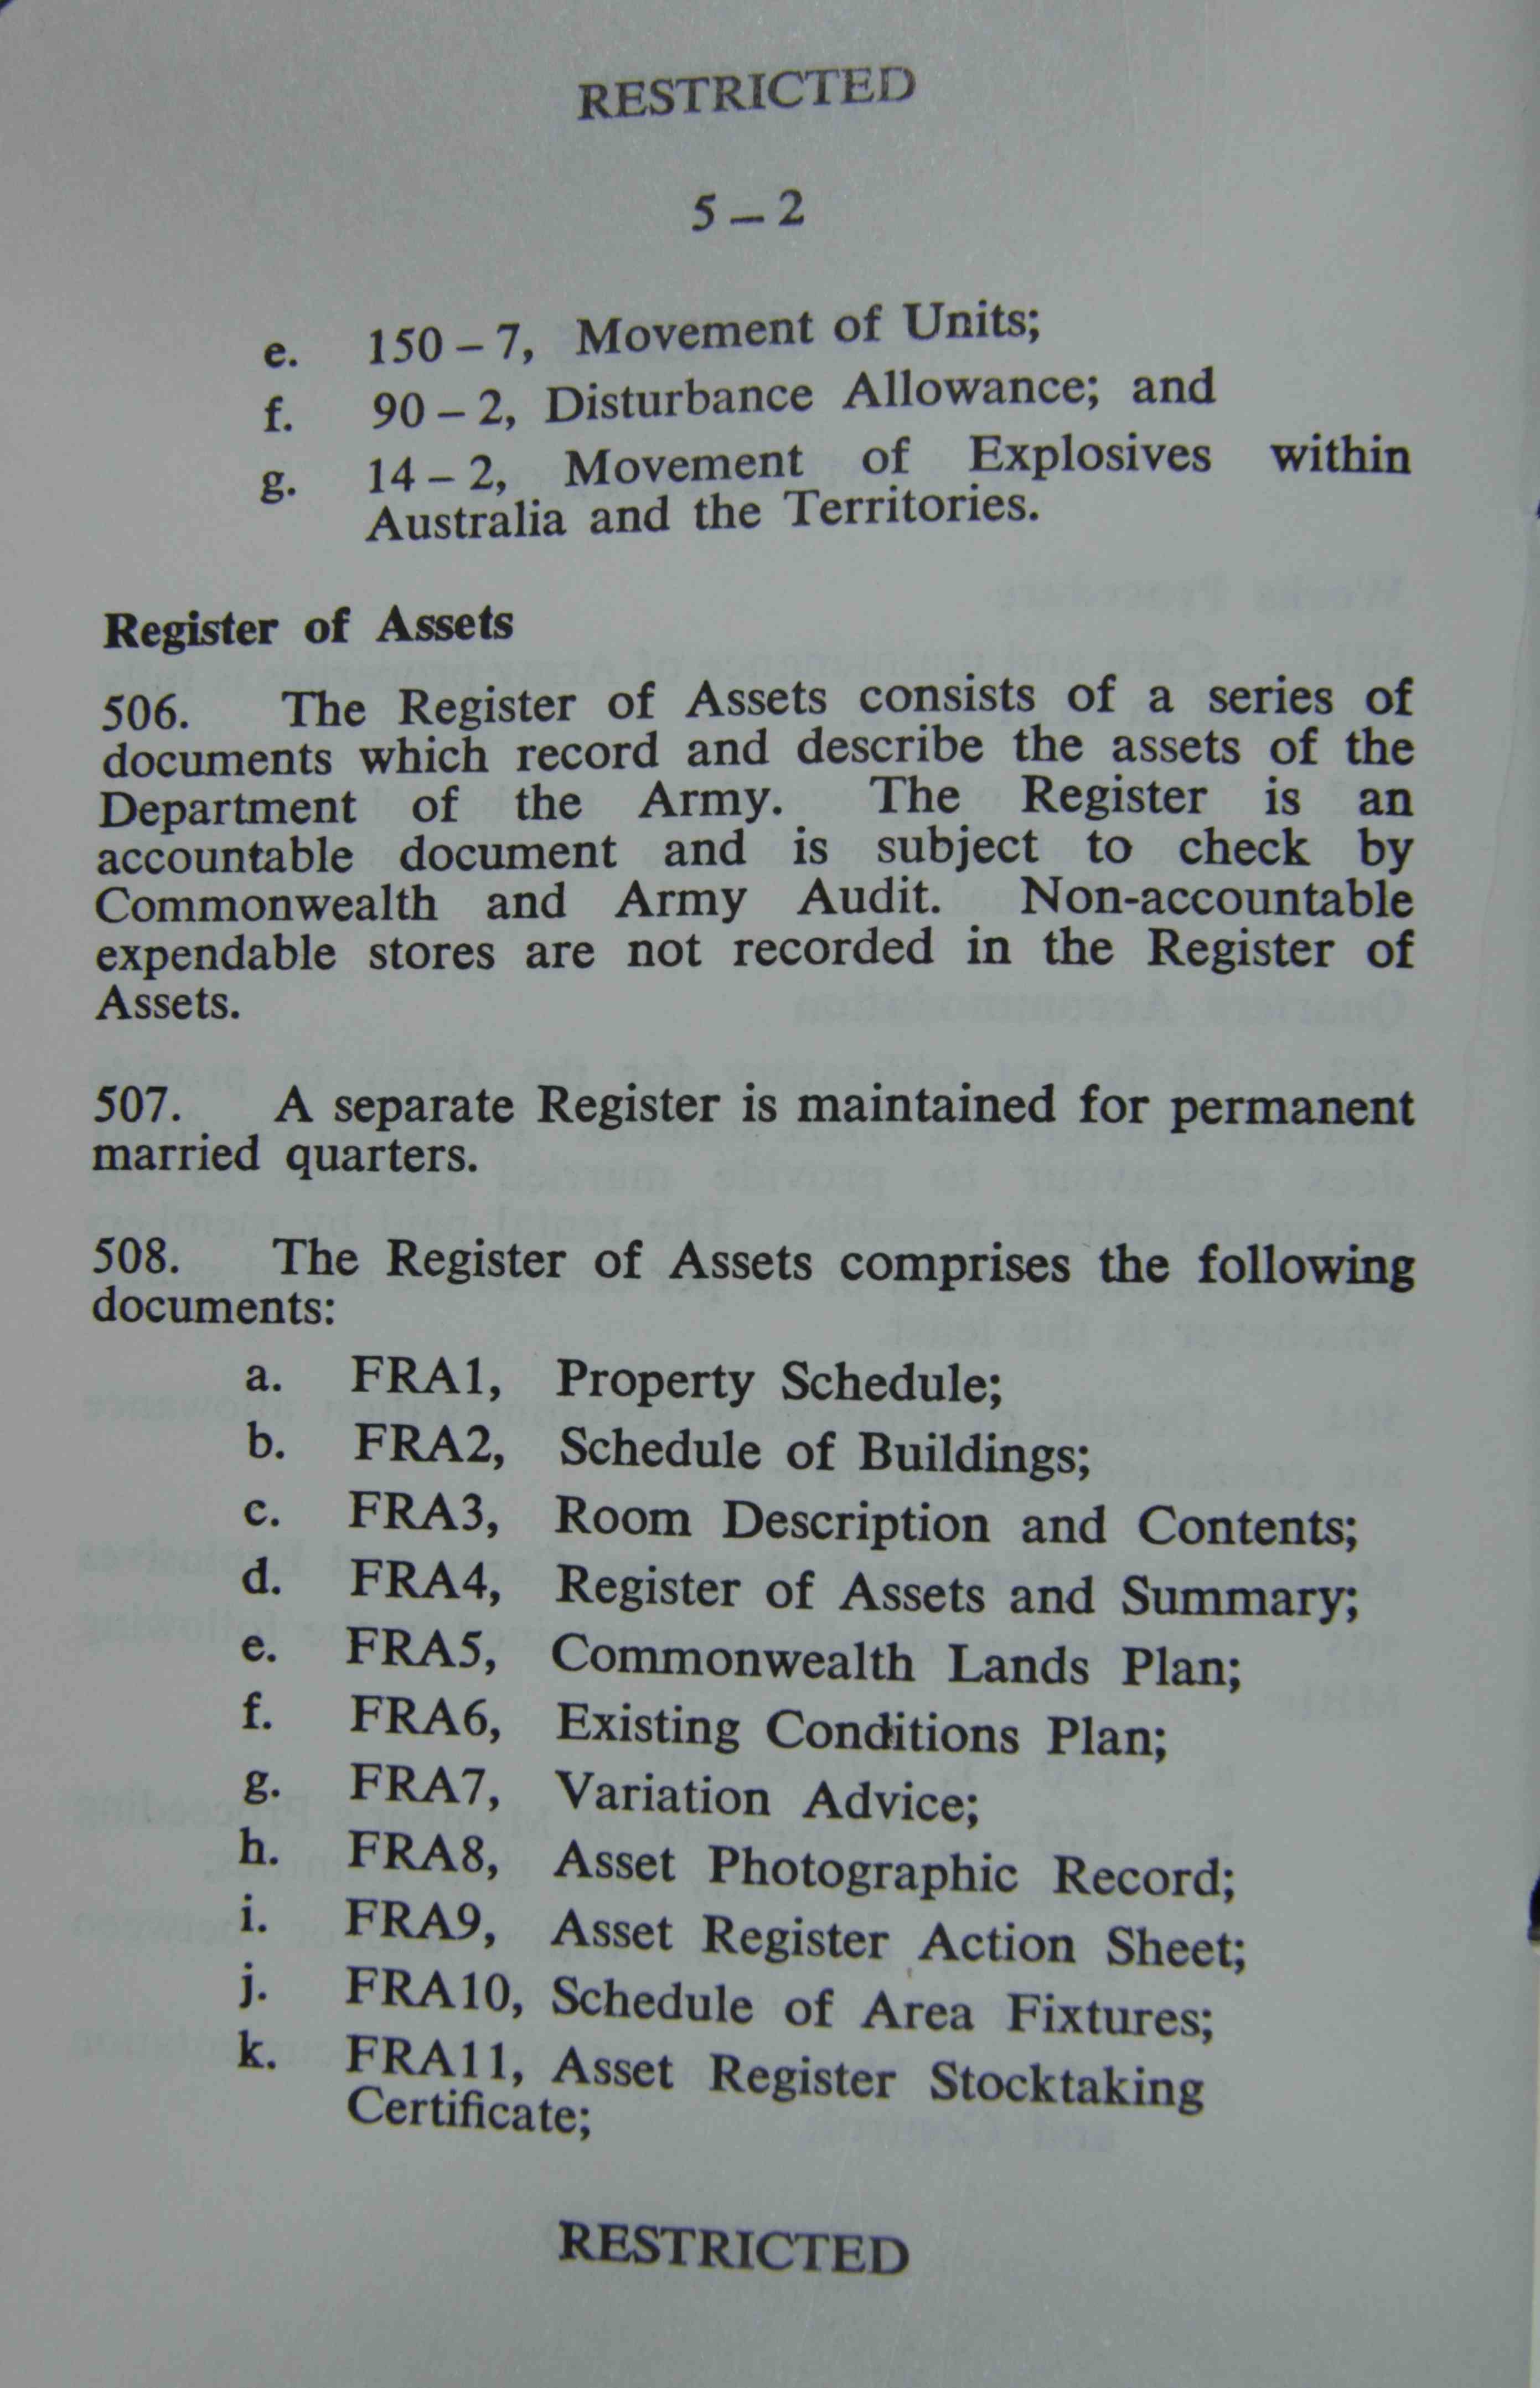 RESTRICTED
5 – 2
e. 150 – 7, Movement of Units;
f. 90 – 2, Disturbance Allowance; and
g. 14 – 2, Movement of Explosives within
Australia and the Territories.
Register of Assets
506. The Register of Assets consists of a series of
documents which record and describe the assets of the
Department of the Army. The Register is an
accountable document and is subject to check by
Commonwealth and Army Audit. Non-accountable
expendable stores are not recorded in the Register of
Assets.
507. A separate Register is maintained for permanent
married quarters.
508. The Register of Assets comprises the following
documents:
a. FRA1, Property Schedule;
b. FRA2, Schedule of Buildings;
c. FRA3, Room Description and Contents;
d. FRA4, Register of Assets and Summary;
e. FRA5, Commonwealth Lands Plan;
f. FRA6, Existing Conditions Plan;
g. FRA7, Variation Advice;
h. FRA8, Asset Photographic Record;
i. FRA9, Asset Register Action Sheet;
j. FRA10, Schedule of Area Fixtures;
k. FRA11, Asset Register Stocktaking
Certificate;
RESTRICTED